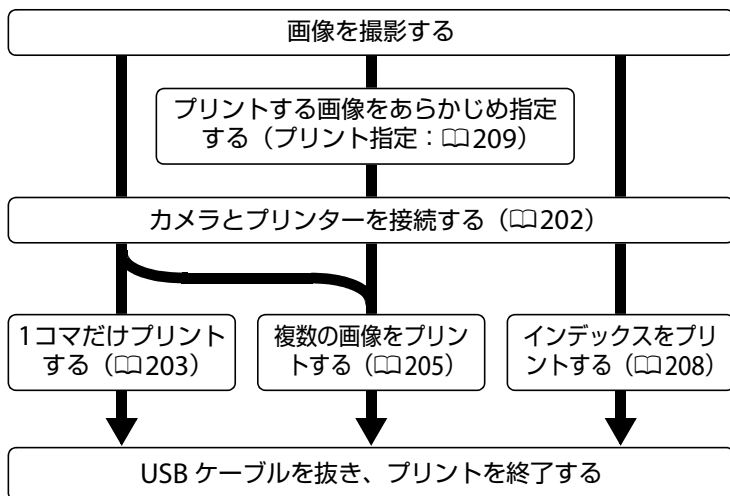 画像を撮影する
プリントする画像をあらかじめ指定
する（プリント指定：📖209）
カメラとプリンターを接続する（📖202）
1コマだけプリント
する（📖203）
複数の画像をプリン
トする（📖205）
インデックスをプリ
ントする（📖208）
USB ケーブルを抜き、プリントを終了する